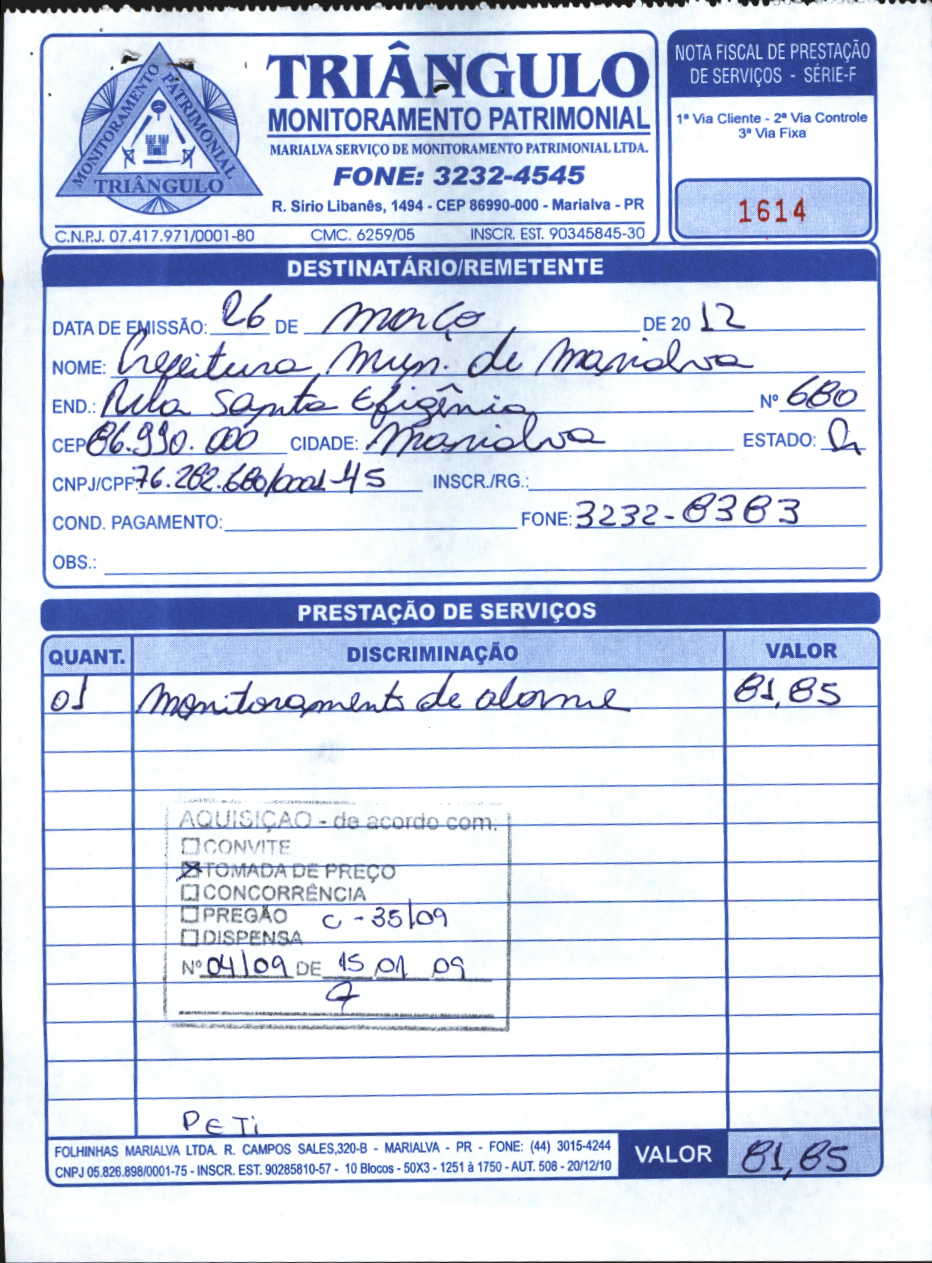 MONITORAMENTO PATRIMONIAL
TRIÂNGULO
TRIÂNGULO
MONITORAMENTO PATRIMONIAL
MARIALVA SERVIÇO DE MONITORAMENTO PATRIMONIAL LTDA.
FONE: 3232-4545
R. Sirio Libanês, 1494 - CEP 86990-000 - Marialva - PR
C.N.P.J. 07.417.971/0001-80 CMC. 6259/05 INSCR. EST. 90345845-30
NOTA FISCAL DE PRESTAÇÃO
DE SERVIÇOS - SÉRIE-F
1ª Via Cliente - 2ª Via Controle
3ª Via Fixa
1614
DESTINATÁRIO/REMETENTE
DATA DE EMISSÃO: 26 DE março DE 20 12
NOME: Prefeitura Mun. de Marialva
END.: Rua Santa Efigênia Nº 680
CEP 86.990.000 CIDADE: Marialva ESTADO: Pr
CNPJ/CPF: 76.282.680/0001-45 INSCR./RG.:
COND. PAGAMENTO: FONE: 3232-8383
OBS.:
PRESTAÇÃO DE SERVIÇOS
QUANT. DISCRIMINAÇÃO VALOR
01 monitoramento de alarme 81,85
AQUISIÇÃO - de acordo com.
CONVITE
TOMADA DE PREÇO
CONCORRÊNCIA
PREGÃO C - 35/09
DISPENSA
Nº 04/09 DE 15 01 09
PETI
FOLHINHAS MARIALVA LTDA. R. CAMPOS SALES,320-B - MARIALVA - PR - FONE: (44) 3015-4244
CNPJ 05.826.898/0001-75 - INSCR. EST. 90285810-57 - 10 Blocos - 50X3 - 1251 à 1750 - AUT. 508 - 20/12/10
VALOR 81,85